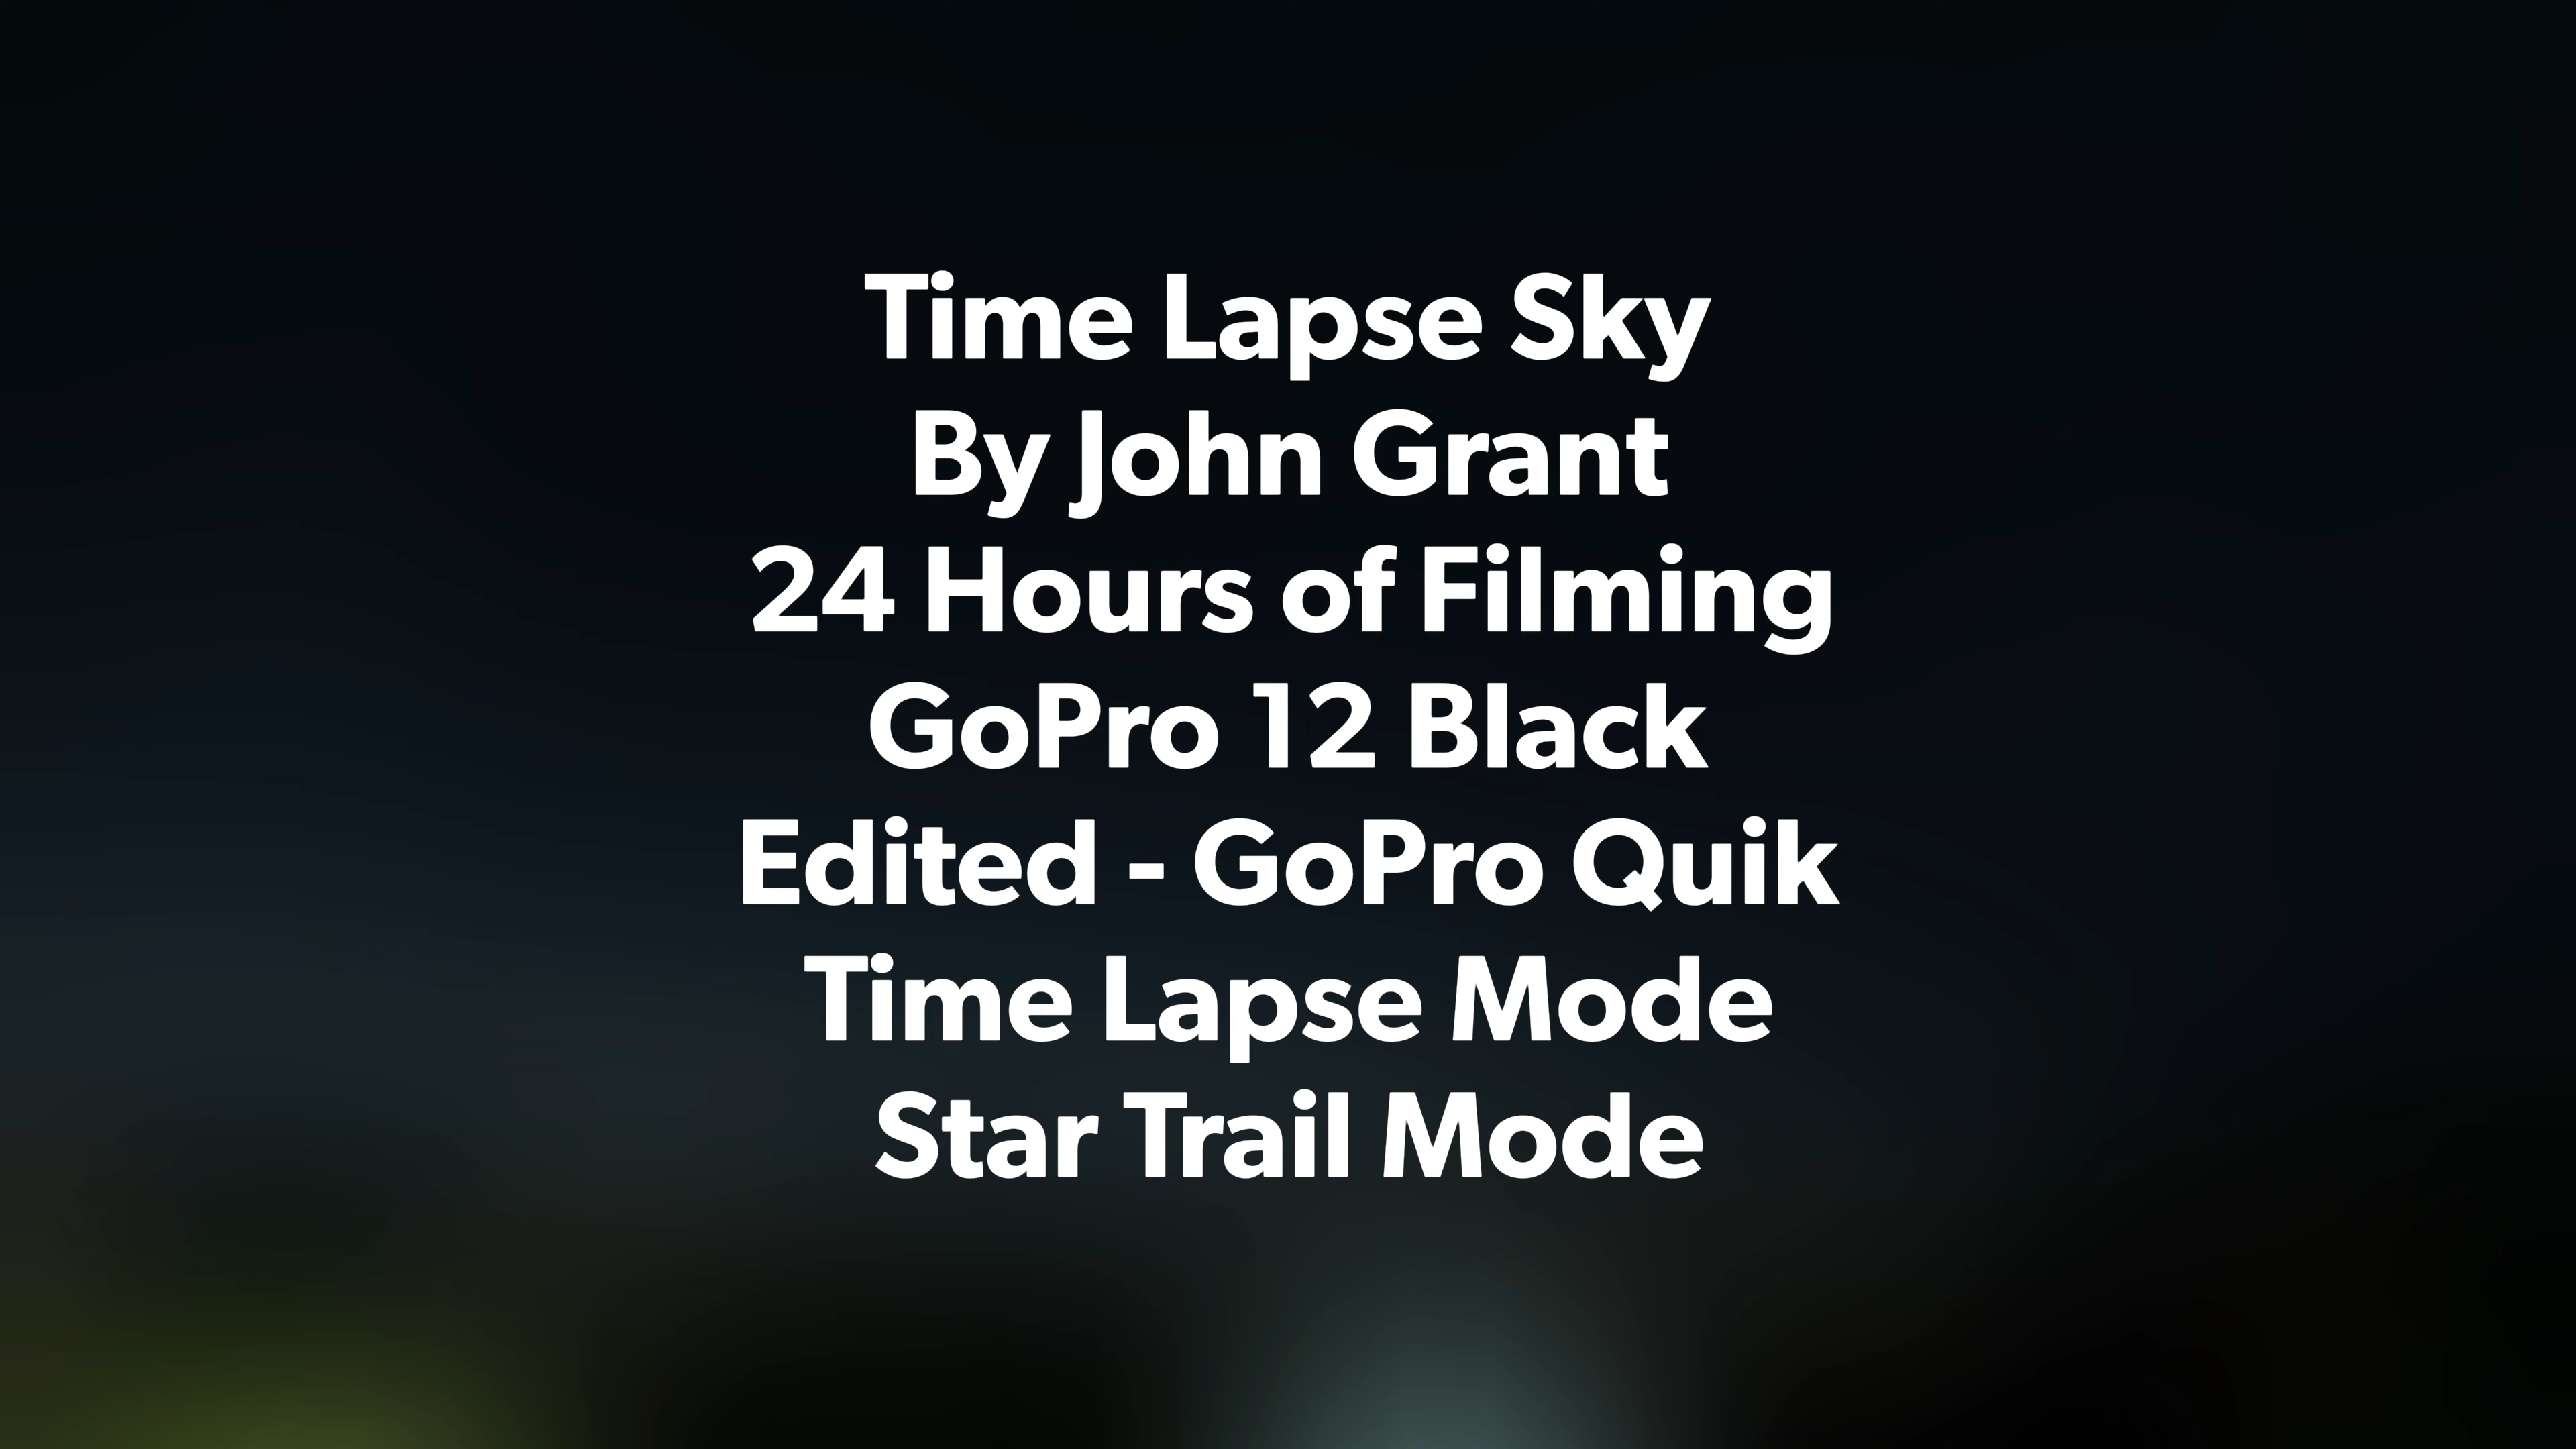 Time Lapse Sky
By John Grant
24 Hours of Filming
GoPro 12 Black
Edited - GoPro Quik
Time Lapse Mode
Star Trail Mode